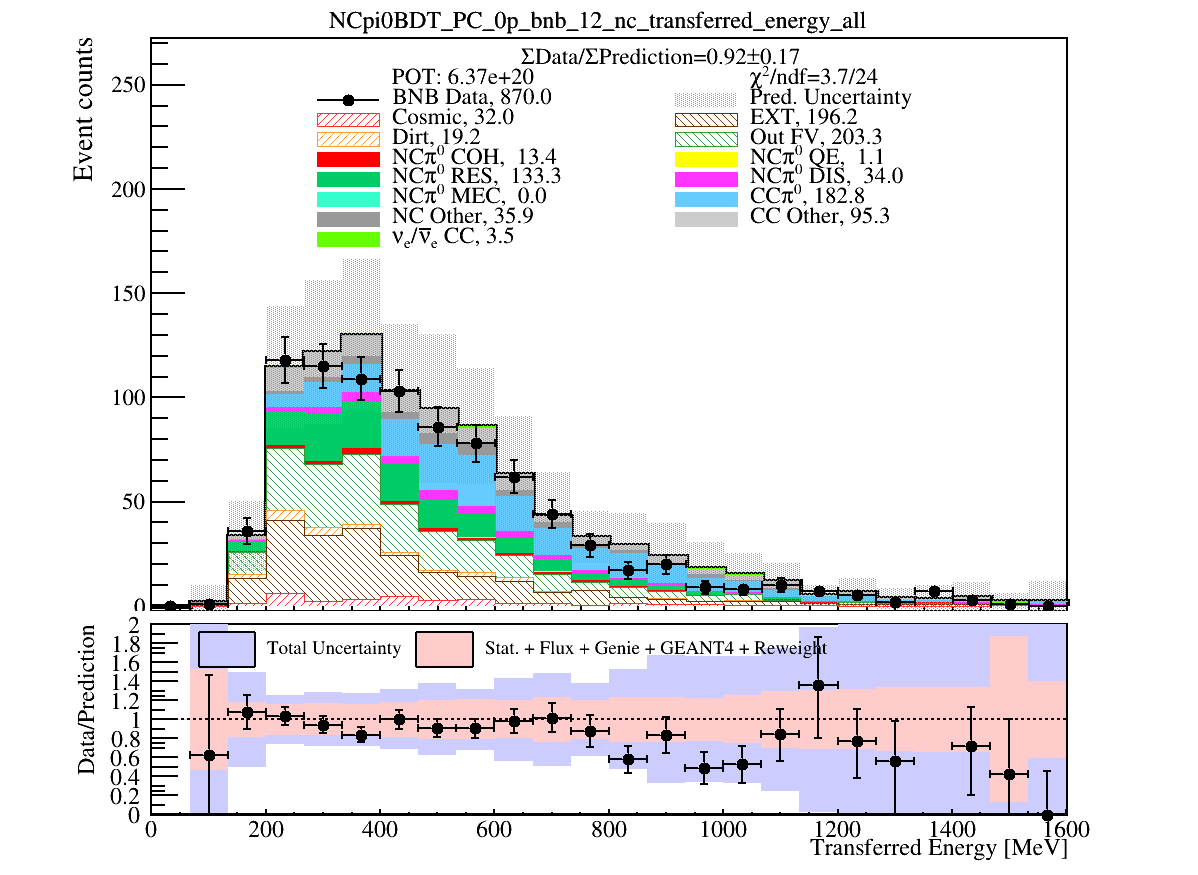 NCpi0BDT_PC_0p_bnb_12_nc_transferred_energy_all
ΣData/ΣPrediction=0.92±0.17
POT: 6.37e+20
χ²/ndf=3.7/24
BNB Data, 870.0
Pred. Uncertainty
Cosmic, 32.0
EXT, 196.2
Dirt, 19.2
Out FV, 203.3
NCπ⁰ COH, 13.4
NCπ⁰ QE, 1.1
NCπ⁰ RES, 133.3
NCπ⁰ DIS, 34.0
NCπ⁰ MEC, 0.0
CCπ⁰, 182.8
NC Other, 35.9
CC Other, 95.3
νₑ/ν̅ₑ CC, 3.5
Event counts
250
200
150
100
50
0
Data/Prediction
2
1.8
1.6
1.4
1.2
1
0.8
0.6
0.4
0.2
0
Total Uncertainty
Stat. + Flux + Genie + GEANT4 + Reweight
0 200 400 600 800 1000 1200 1400 1600
Transferred Energy [MeV]